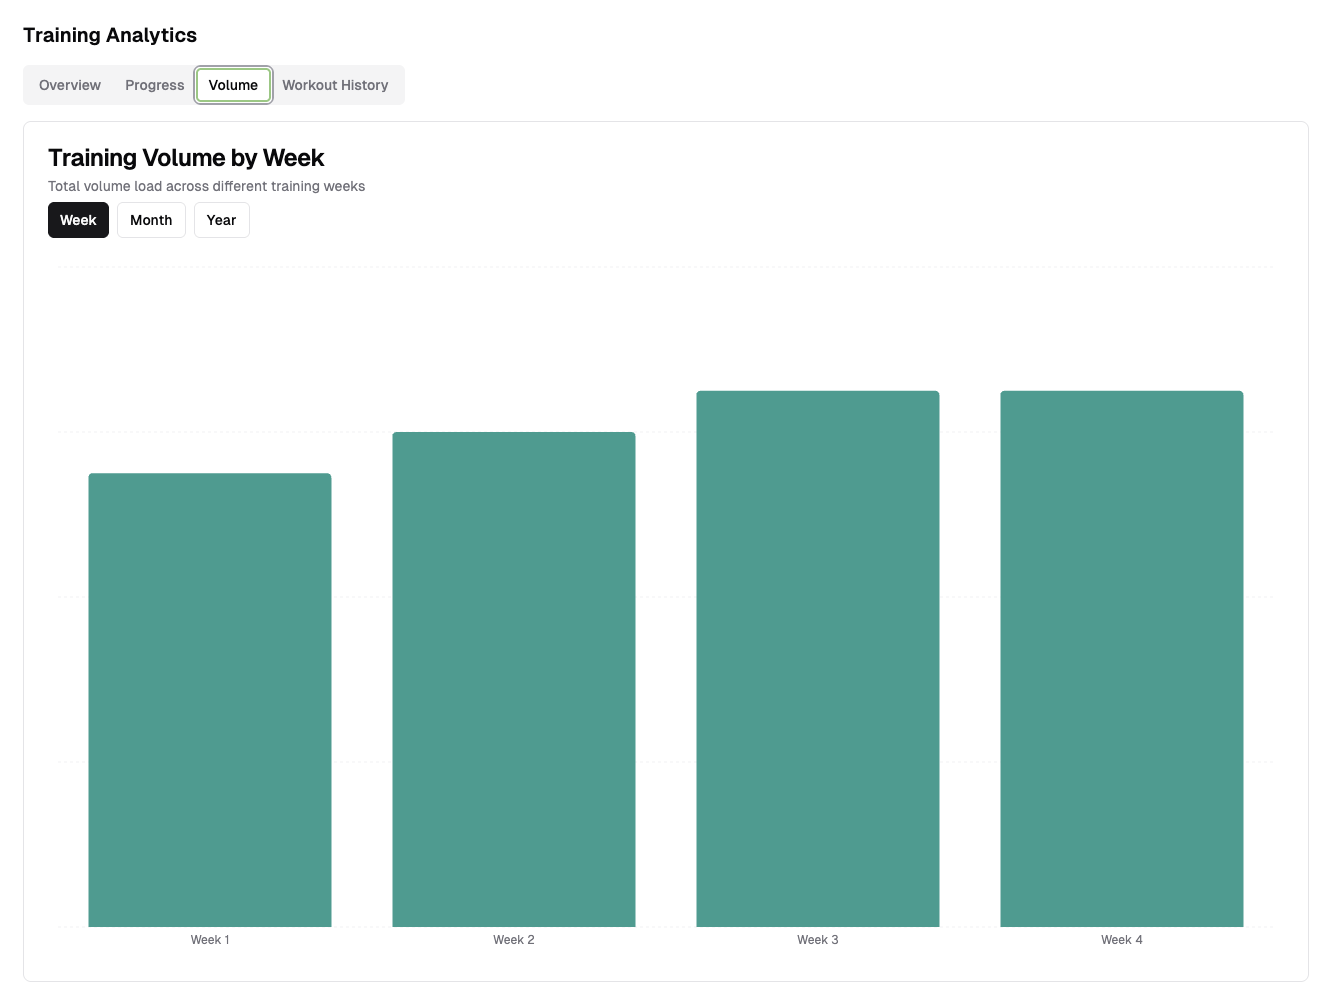 Training Analytics
Overview Progress Volume Workout History
Training Volume by Week
Total volume load across different training weeks
Week Month Year
Week 1 Week 2 Week 3 Week 4